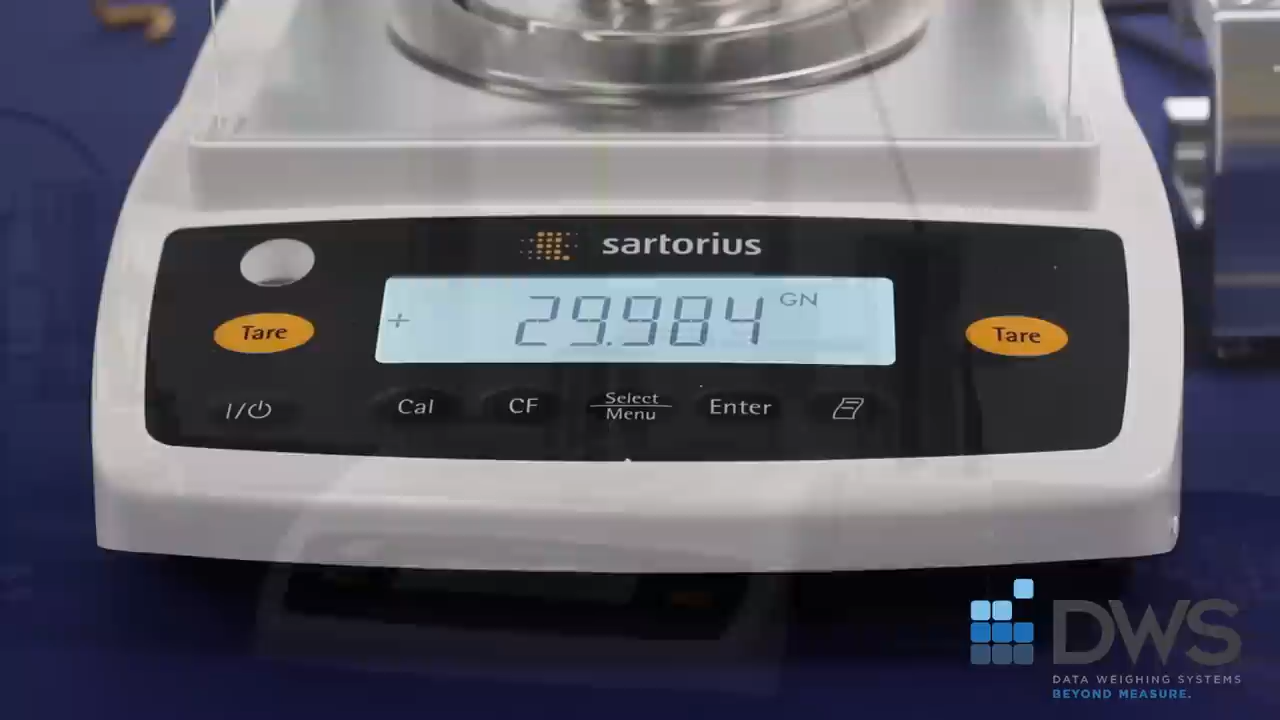 sartorius
+ 29.984 GN
Tare
Tare
I/⏻ Cal CF Select Menu Enter
DWS
DATA WEIGHING SYSTEMS
BEYOND MEASURE.